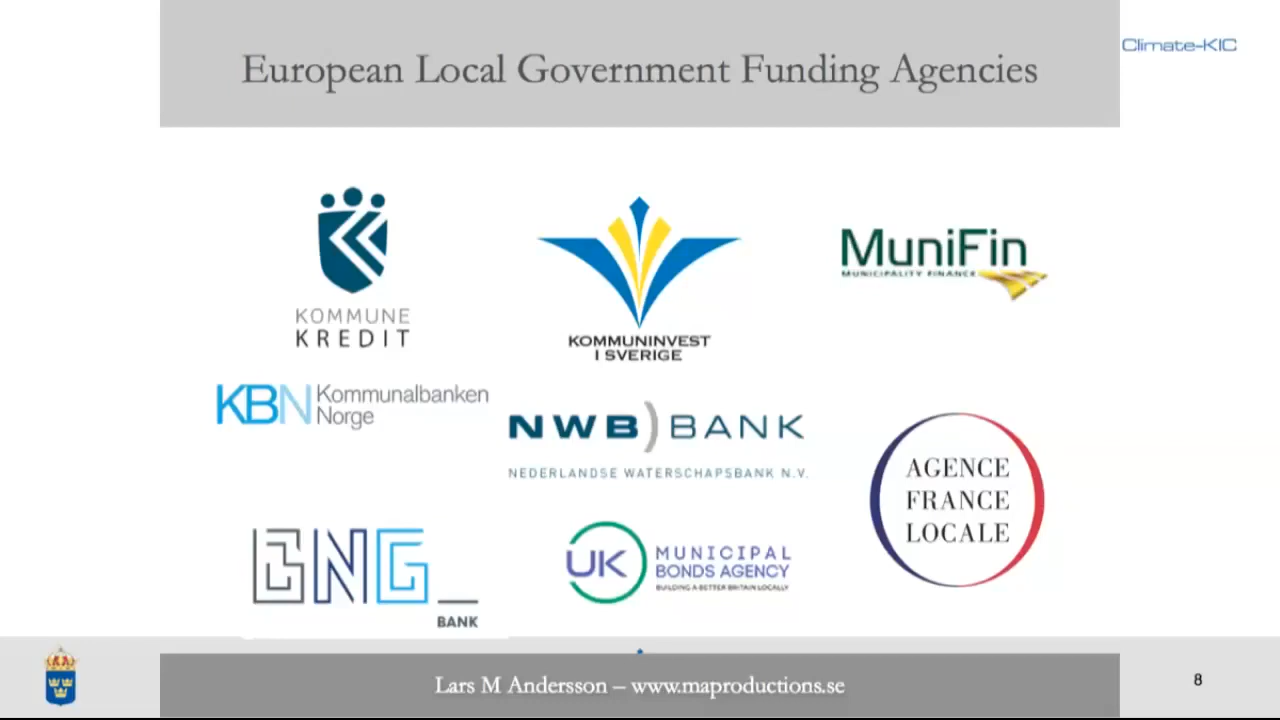 European Local Government Funding Agencies
Climate-KIC
KOMMUNE
KREDIT
KOMMUNINVEST
I SVERIGE
MuniFin
MUNICIPALITY FINANCE
KBN Kommunalbanken
Norge
NWB) BANK
NEDERLANDSE WATERSCHAPSBANK N.V.
AGENCE
FRANCE
LOCALE
BNG
BANK
UK
MUNICIPAL
BONDS AGENCY
BUILDING A BETTER BRITAIN LOCALLY
Lars M Andersson – www.maproductions.se
8